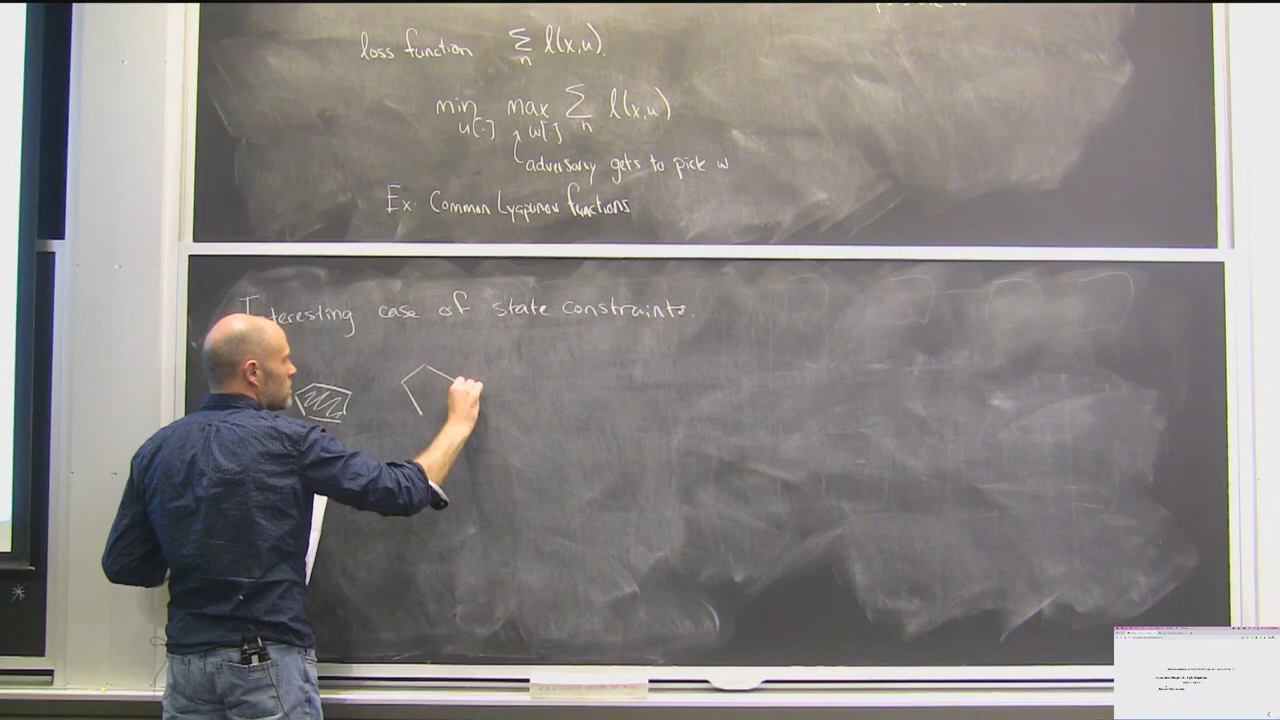 loss function ∑ₙ l(x,u).
min u[·] max w[·] ∑ₙ l(x,u)
adversary gets to pick w
Ex. Common Lyapunov functions
Interesting case of state constraints.